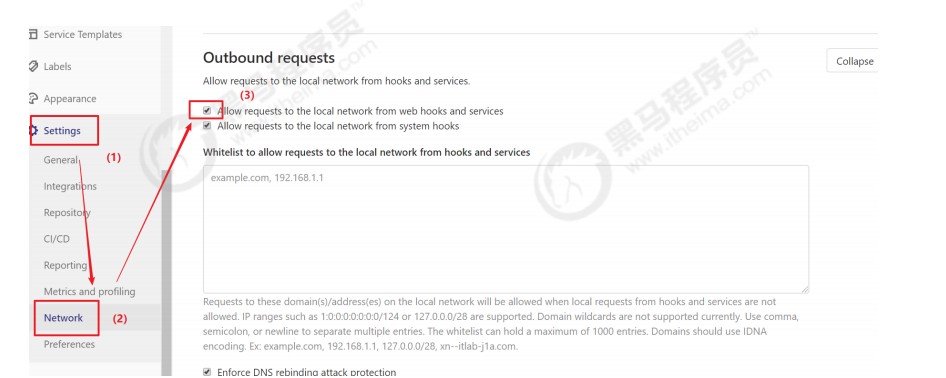 Service Templates
Labels
Appearance
Settings
General
(1)
Integrations
Repository
CI/CD
Reporting
Metrics and profiling
Network
(2)
Preferences
Outbound requests
Collapse
Allow requests to the local network from hooks and services.
(3)
Allow requests to the local network from web hooks and services
Allow requests to the local network from system hooks
Whitelist to allow requests to the local network from hooks and services
example.com, 192.168.1.1
Requests to these domain(s)/address(es) on the local network will be allowed when local requests from hooks and services are not
allowed. IP ranges such as 1:0:0:0:0:0:0:0/124 or 127.0.0.0/28 are supported. Domain wildcards are not supported currently. Use comma,
semicolon, or newline to separate multiple entries. The whitelist can hold a maximum of 1000 entries. Domains should use IDNA
encoding. Ex: example.com, 192.168.1.1, 127.0.0.0/28, xn--itlab-j1a.com.
Enforce DNS rebinding attack protection
黑马程序员
www.itheima.com